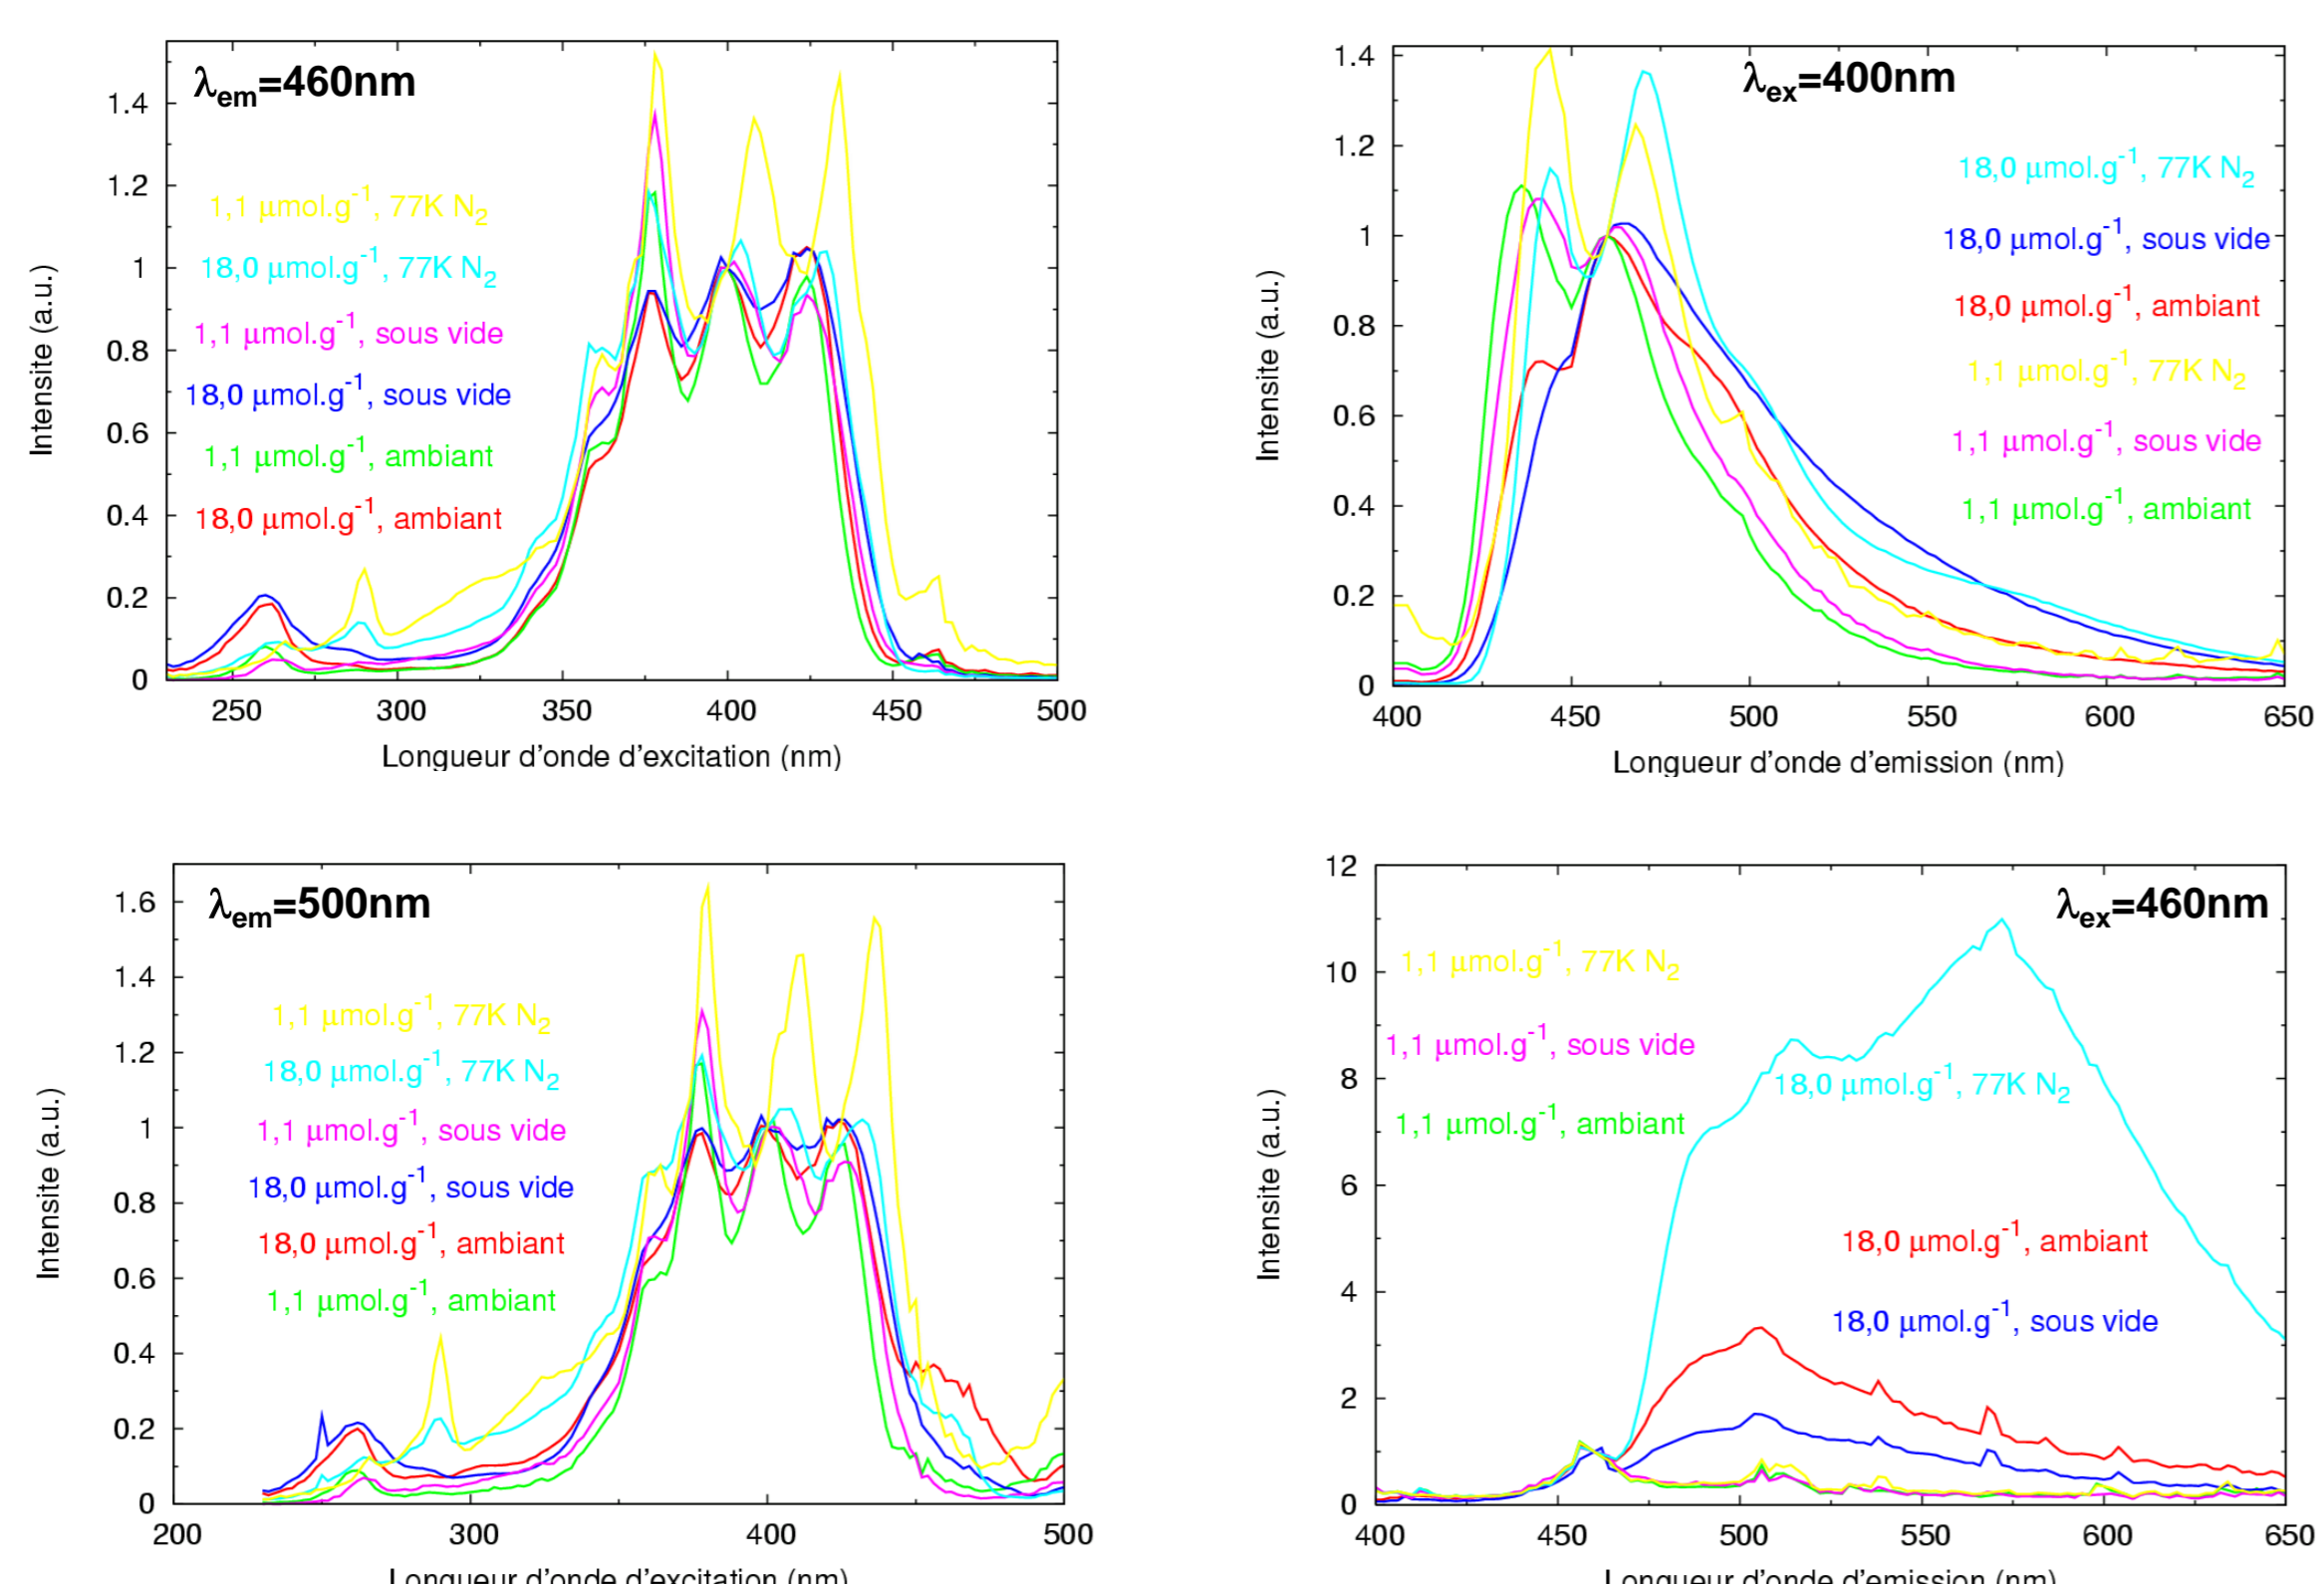 λem=460nm
1,1 μmol.g-1, 77K N2
18,0 μmol.g-1, 77K N2
1,1 μmol.g-1, sous vide
18,0 μmol.g-1, sous vide
1,1 μmol.g-1, ambiant
18,0 μmol.g-1, ambiant
Intensite (a.u.)
1.4
1.2
1
0.8
0.6
0.4
0.2
0
250 300 350 400 450 500
Longueur d'onde d'excitation (nm)
λex=400nm
18,0 μmol.g-1, 77K N2
18,0 μmol.g-1, sous vide
18,0 μmol.g-1, ambiant
1,1 μmol.g-1, 77K N2
1,1 μmol.g-1, sous vide
1,1 μmol.g-1, ambiant
Intensite (a.u.)
1.4
1.2
1
0.8
0.6
0.4
0.2
0
400 450 500 550 600 650
Longueur d'onde d'emission (nm)
λem=500nm
1,1 μmol.g-1, 77K N2
18,0 μmol.g-1, 77K N2
1,1 μmol.g-1, sous vide
18,0 μmol.g-1, sous vide
18,0 μmol.g-1, ambiant
1,1 μmol.g-1, ambiant
Intensite (a.u.)
1.6
1.4
1.2
1
0.8
0.6
0.4
0.2
0
200 300 400 500
Longueur d'onde d'excitation (nm)
λex=460nm
1,1 μmol.g-1, 77K N2
1,1 μmol.g-1, sous vide
18,0 μmol.g-1, 77K N2
1,1 μmol.g-1, ambiant
18,0 μmol.g-1, ambiant
18,0 μmol.g-1, sous vide
Intensite (a.u.)
12
10
8
6
4
2
0
400 450 500 550 600 650
Longueur d'onde d'emission (nm)